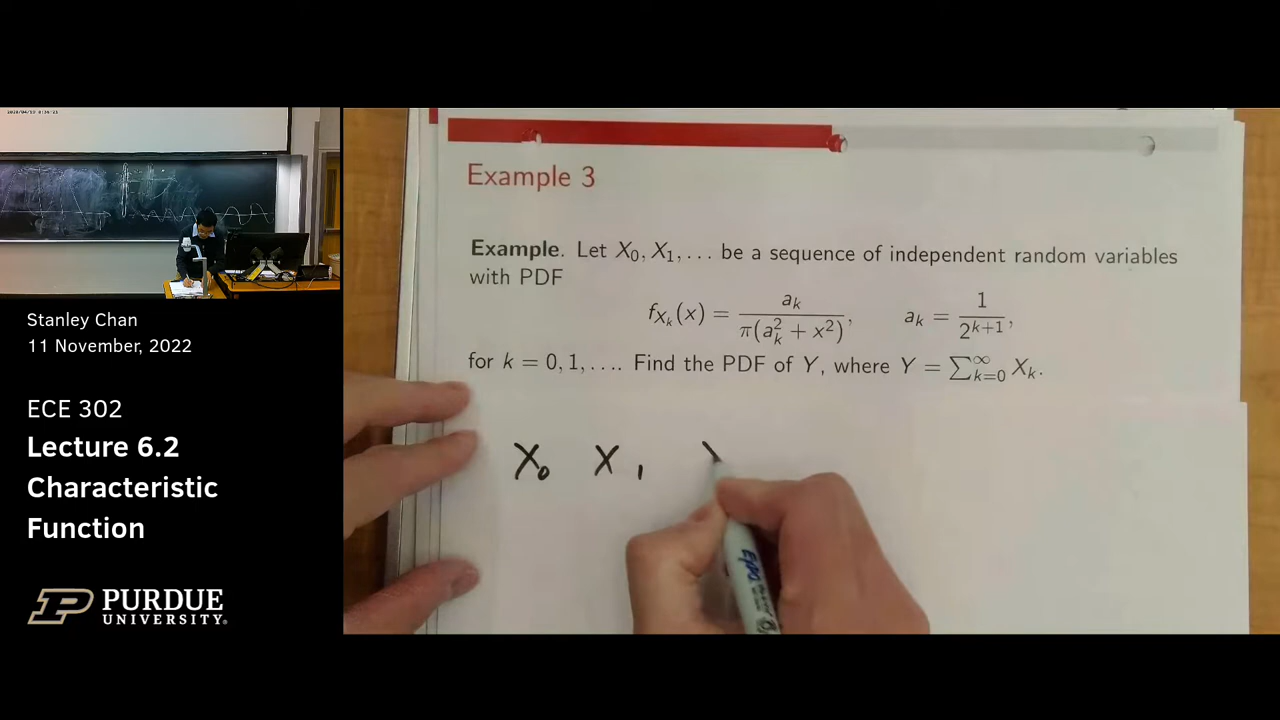 Example 3
Example. Let X₀, X₁, . . . be a sequence of independent random variables
with PDF
f_{X_k}(x) = a_k / π(a_k² + x²), a_k = 1 / 2^{k+1},
for k = 0, 1, . . . . Find the PDF of Y, where Y = ∑_{k=0}^{∞} X_k.
X₀ X₁
Stanley Chan
11 November, 2022
ECE 302
Lecture 6.2
Characteristic
Function
PURDUE
UNIVERSITY.
EXPO